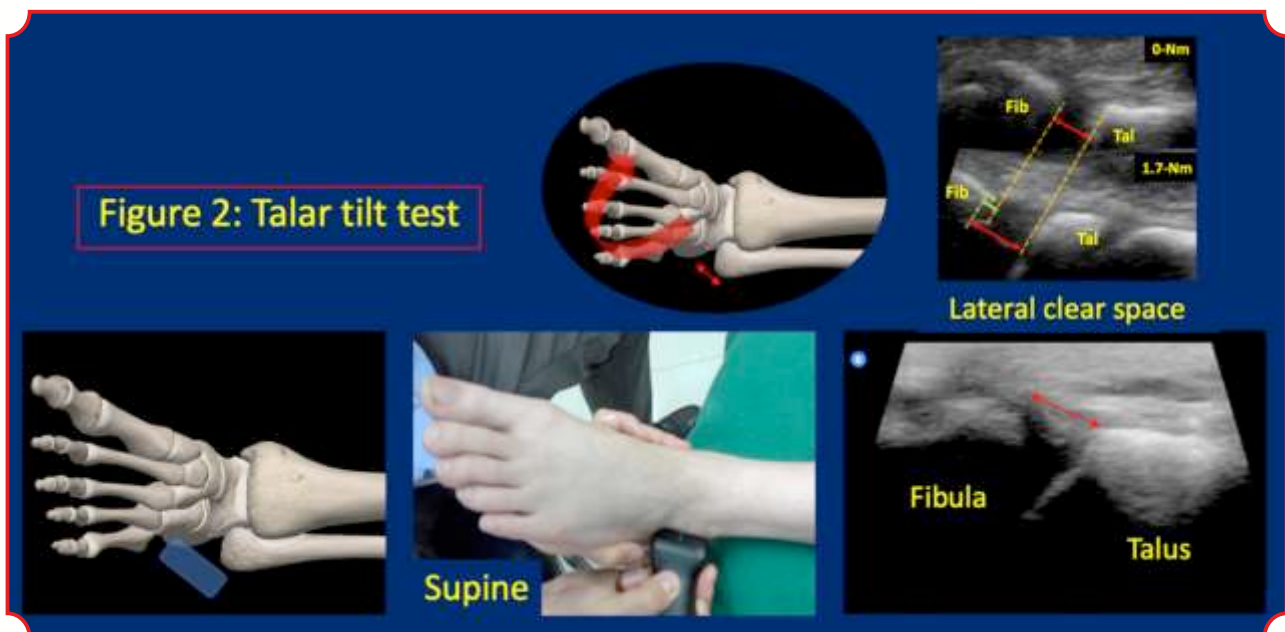 Figure 2: Talar tilt test
0-Nm
Fib
Tal
1.7-Nm
Fib
Tal
Lateral clear space
Supine
Fibula
Talus